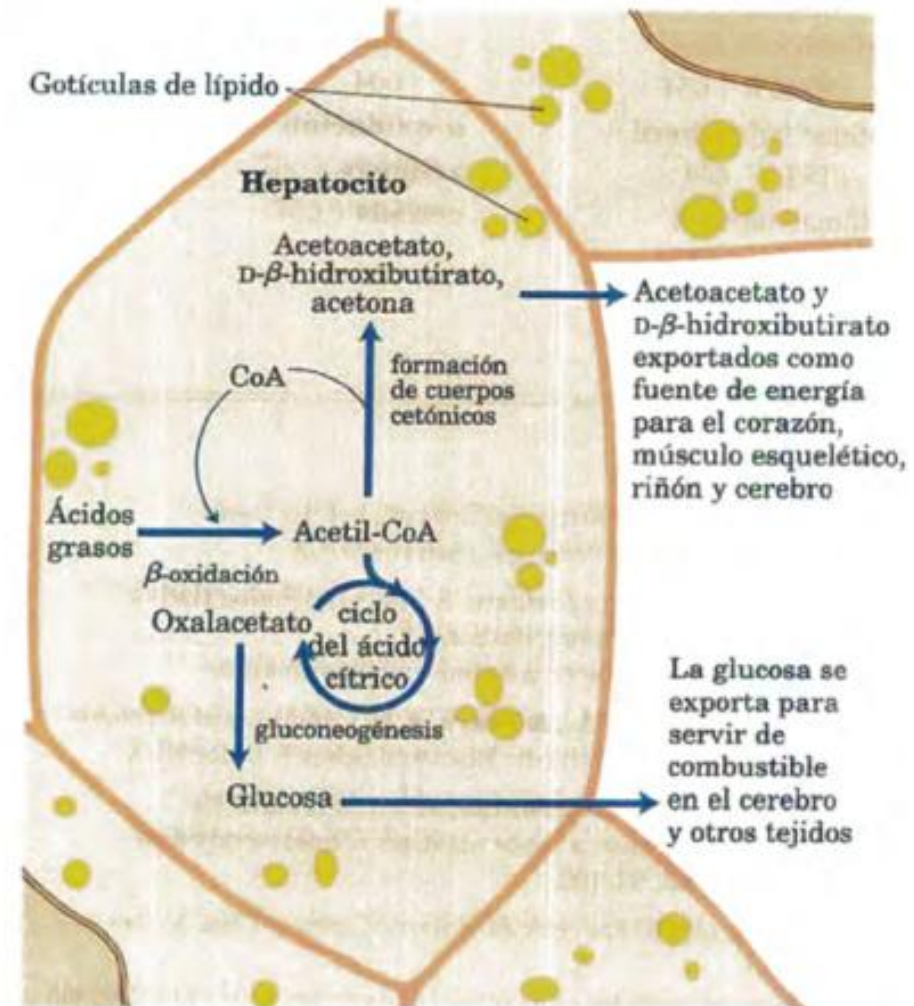 Gotículas de lípido
Hepatocito
Acetoacetato,
D-β-hidroxibutirato,
acetona
Acetoacetato y
D-β-hidroxibutirato
exportados como
fuente de energía
para el corazón,
músculo esquelético,
riñón y cerebro
CoA
formación
de cuerpos
cetónicos
Ácidos
grasos
Acetil-CoA
β-oxidación
Oxalacetato
ciclo
del ácido
cítrico
gluconeogénesis
Glucosa
La glucosa se
exporta para
servir de
combustible
en el cerebro
y otros tejidos